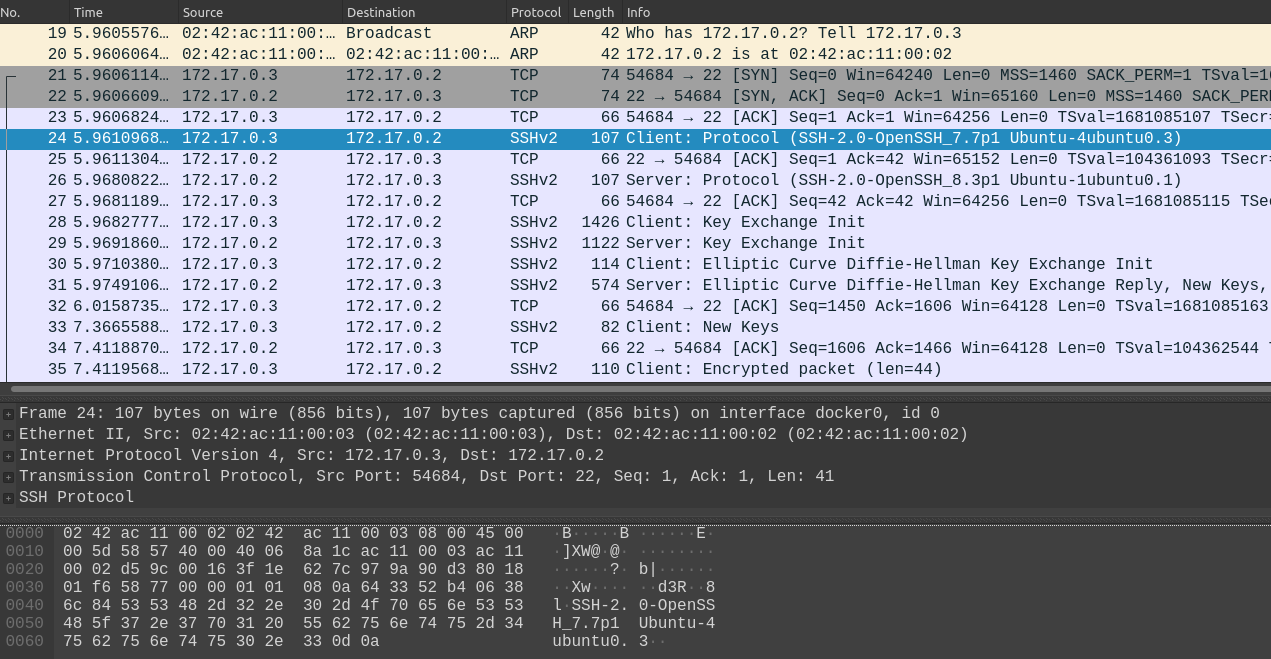 No. Time Source Destination Protocol Length Info
19 5.9605576… 02:42:ac:11:00:… Broadcast ARP 42 Who has 172.17.0.2? Tell 172.17.0.3
20 5.9606064… 02:42:ac:11:00:… 02:42:ac:11:00:… ARP 42 172.17.0.2 is at 02:42:ac:11:00:02
21 5.9606114… 172.17.0.3 172.17.0.2 TCP 74 54684 → 22 [SYN] Seq=0 Win=64240 Len=0 MSS=1460 SACK_PERM=1 TSval=16
22 5.9606609… 172.17.0.2 172.17.0.3 TCP 74 22 → 54684 [SYN, ACK] Seq=0 Ack=1 Win=65160 Len=0 MSS=1460 SACK_PER
23 5.9606824… 172.17.0.3 172.17.0.2 TCP 66 54684 → 22 [ACK] Seq=1 Ack=1 Win=64256 Len=0 TSval=1681085107 TSecr=
24 5.9610968… 172.17.0.3 172.17.0.2 SSHv2 107 Client: Protocol (SSH-2.0-OpenSSH_7.7p1 Ubuntu-4ubuntu0.3)
25 5.9611304… 172.17.0.2 172.17.0.3 TCP 66 22 → 54684 [ACK] Seq=1 Ack=42 Win=65152 Len=0 TSval=104361093 TSecr=
26 5.9680822… 172.17.0.2 172.17.0.3 SSHv2 107 Server: Protocol (SSH-2.0-OpenSSH_8.3p1 Ubuntu-1ubuntu0.1)
27 5.9681189… 172.17.0.3 172.17.0.2 TCP 66 54684 → 22 [ACK] Seq=42 Ack=42 Win=64256 Len=0 TSval=1681085115 TSec
28 5.9682777… 172.17.0.3 172.17.0.2 SSHv2 1426 Client: Key Exchange Init
29 5.9691860… 172.17.0.2 172.17.0.3 SSHv2 1122 Server: Key Exchange Init
30 5.9710380… 172.17.0.3 172.17.0.2 SSHv2 114 Client: Elliptic Curve Diffie-Hellman Key Exchange Init
31 5.9749106… 172.17.0.2 172.17.0.3 SSHv2 574 Server: Elliptic Curve Diffie-Hellman Key Exchange Reply, New Keys,
32 6.0158735… 172.17.0.3 172.17.0.2 TCP 66 54684 → 22 [ACK] Seq=1450 Ack=1606 Win=64128 Len=0 TSval=1681085163
33 7.3665588… 172.17.0.3 172.17.0.2 SSHv2 82 Client: New Keys
34 7.4118870… 172.17.0.2 172.17.0.3 TCP 66 22 → 54684 [ACK] Seq=1606 Ack=1466 Win=64128 Len=0 TSval=104362544 T
35 7.4119568… 172.17.0.3 172.17.0.2 SSHv2 110 Client: Encrypted packet (len=44)
Frame 24: 107 bytes on wire (856 bits), 107 bytes captured (856 bits) on interface docker0, id 0
Ethernet II, Src: 02:42:ac:11:00:03 (02:42:ac:11:00:03), Dst: 02:42:ac:11:00:02 (02:42:ac:11:00:02)
Internet Protocol Version 4, Src: 172.17.0.3, Dst: 172.17.0.2
Transmission Control Protocol, Src Port: 54684, Dst Port: 22, Seq: 1, Ack: 1, Len: 41
SSH Protocol
0000 02 42 ac 11 00 02 02 42 ac 11 00 03 08 00 45 00 ·B·····B ······E·
0010 00 5d 58 57 40 00 40 06 8a 1c ac 11 00 03 ac 11 ·]XW@·@· ········
0020 00 02 d5 9c 00 16 3f 1e 62 7c 97 9a 90 d3 80 18 ······?· b|······
0030 01 f6 58 77 00 00 01 01 08 0a 64 33 52 b4 06 38 ··Xw···· ··d3R··8
0040 6c 84 53 53 48 2d 32 2e 30 2d 4f 70 65 6e 53 53 l·SSH-2. 0-OpenSS
0050 48 5f 37 2e 37 70 31 20 55 62 75 6e 74 75 2d 34 H_7.7p1 Ubuntu-4
0060 75 62 75 6e 74 75 30 2e 33 0d 0a ubuntu0. 3··